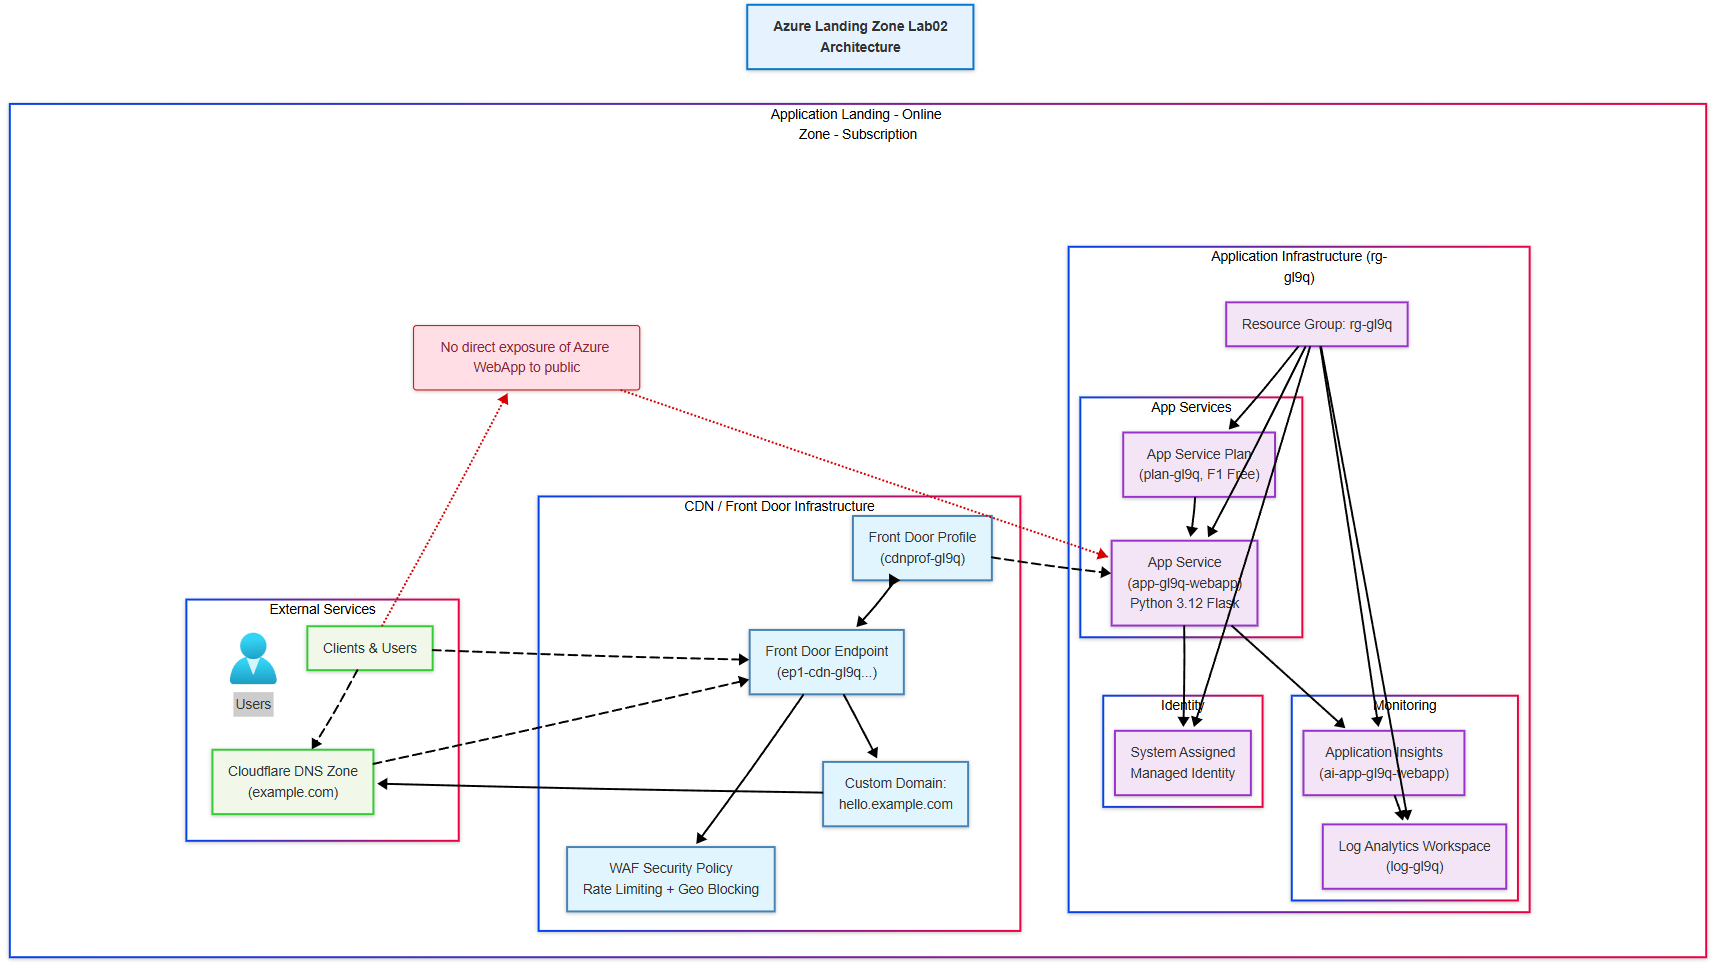 Azure Landing Zone Lab02
Architecture
Application Landing - Online
Zone - Subscription
Application Infrastructure (rg-
gl9q)
Resource Group: rg-gl9q
No direct exposure of Azure
WebApp to public
App Services
App Service Plan
(plan-gl9q, F1 Free)
CDN / Front Door Infrastructure
Front Door Profile
(cdnprof-gl9q)
App Service
(app-gl9q-webapp)
Python 3.12 Flask
External Services
Clients & Users
Users
Front Door Endpoint
(ep1-cdn-gl9q...)
Identity
Monitoring
System Assigned
Managed Identity
Application Insights
(ai-app-gl9q-webapp)
Cloudflare DNS Zone
(example.com)
Custom Domain:
hello.example.com
Log Analytics Workspace
(log-gl9q)
WAF Security Policy
Rate Limiting + Geo Blocking